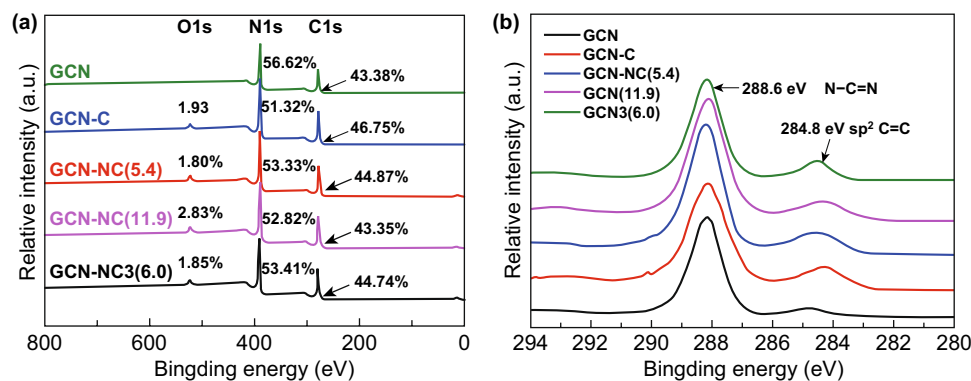 (a)
O1s N1s C1s
GCN 56.62% 43.38%
GCN-C 1.93 51.32% 46.75%
GCN-NC(5.4) 1.80% 53.33% 44.87%
GCN-NC(11.9) 2.83% 52.82% 43.35%
GCN-NC3(6.0) 1.85% 53.41% 44.74%
Relative intensity (a.u.)
800 600 400 200 0
Bingding energy (eV)
(b)
GCN
GCN-C
GCN-NC(5.4)
GCN(11.9)
GCN3(6.0)
288.6 eV N−C=N
284.8 eV sp² C=C
Relative intensity (a.u.)
294 292 290 288 286 284 282 280
Bingding energy (eV)